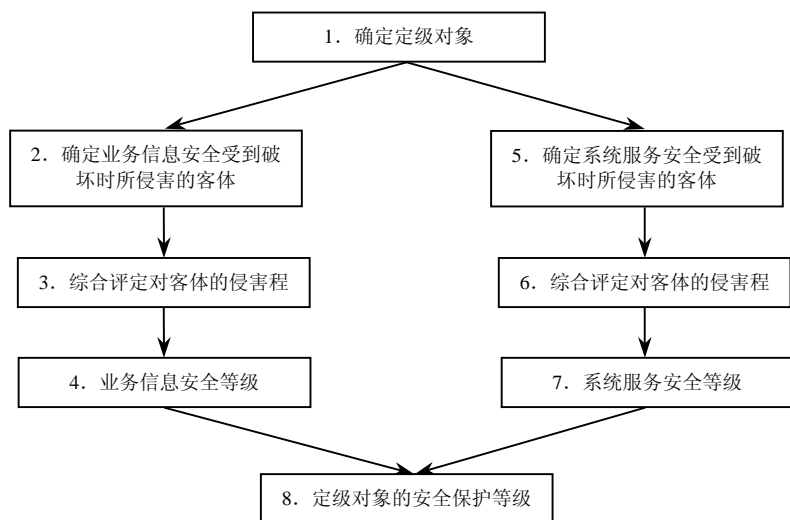 1．确定定级对象
2．确定业务信息安全受到破
坏时所侵害的客体
5．确定系统服务安全受到破
坏时所侵害的客体
3．综合评定对客体的侵害程
6．综合评定对客体的侵害程
4．业务信息安全等级
7．系统服务安全等级
8．定级对象的安全保护等级